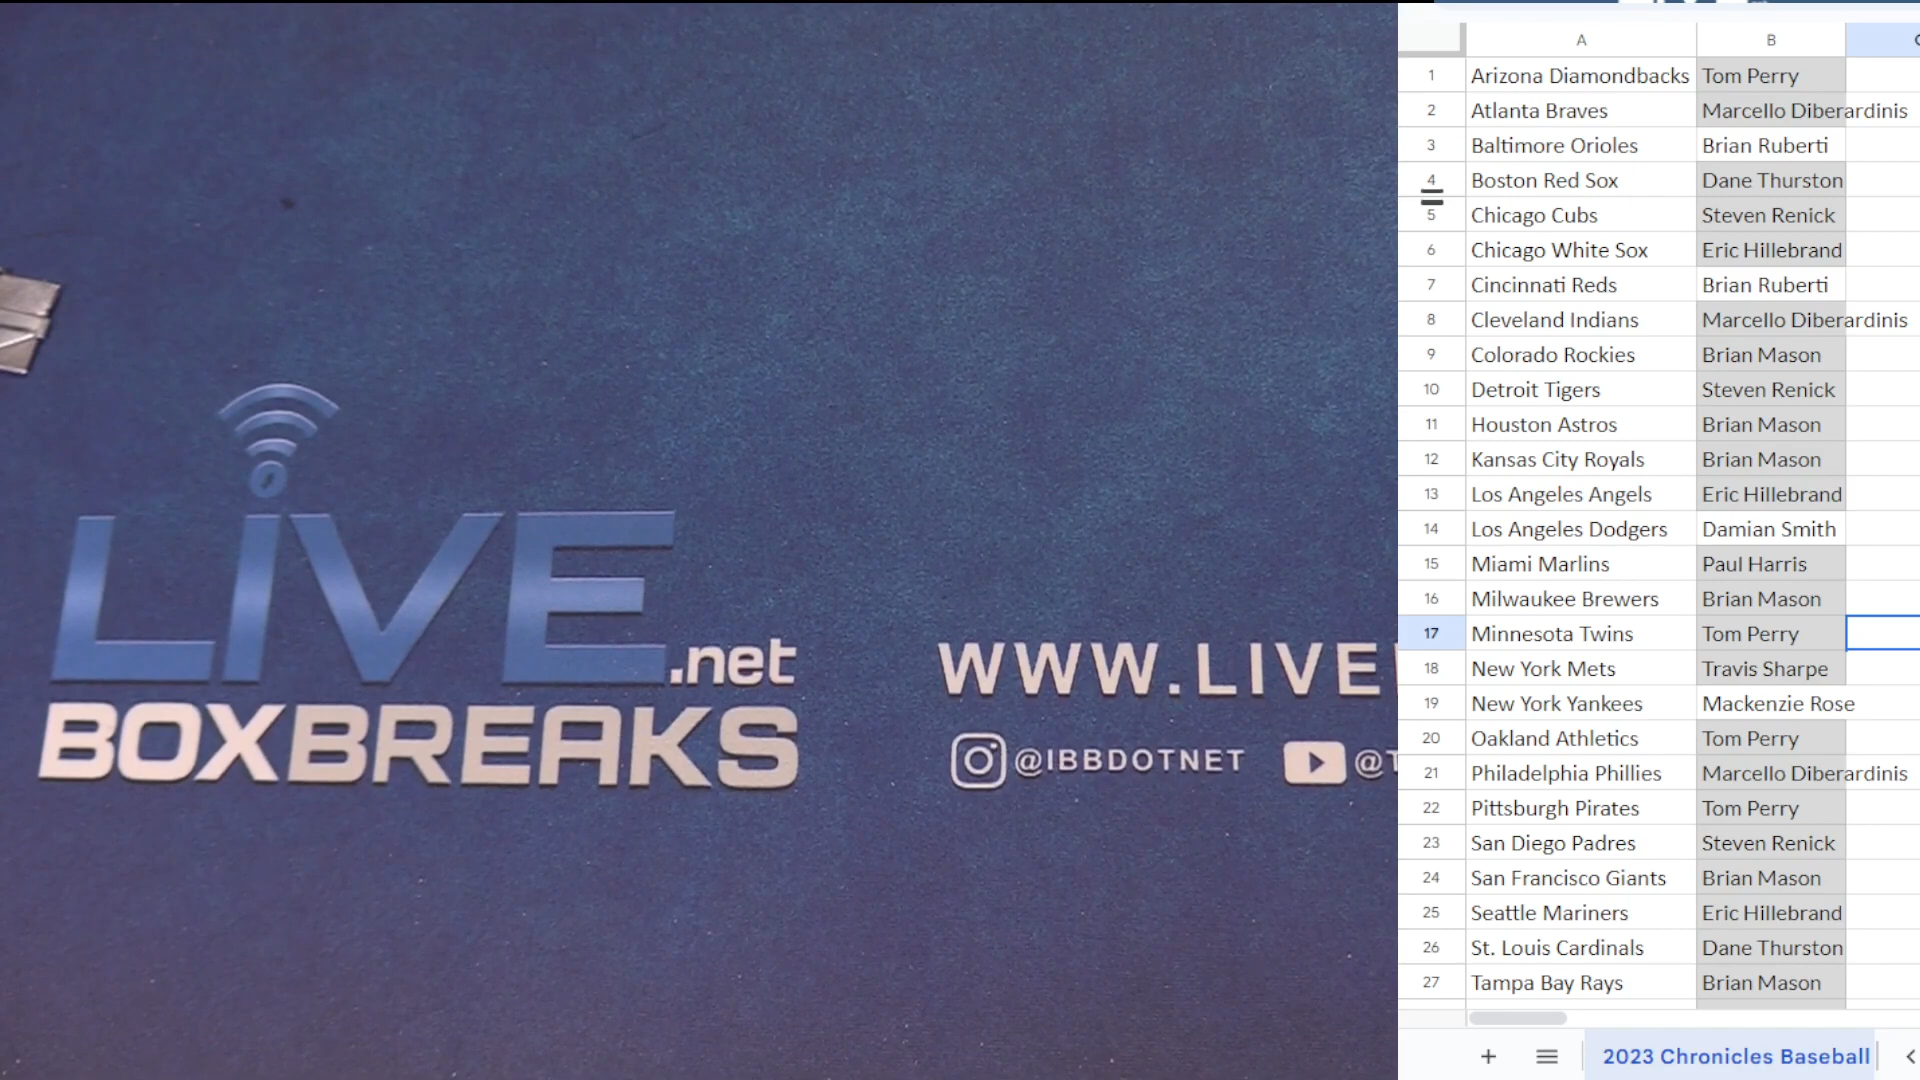 LIVE.net
BOXBREAKS
WWW.LIVE
@IBBDOTNET
@T
A B
1 Arizona Diamondbacks Tom Perry
2 Atlanta Braves Marcello Diberardinis
3 Baltimore Orioles Brian Ruberti
4 Boston Red Sox Dane Thurston
5 Chicago Cubs Steven Renick
6 Chicago White Sox Eric Hillebrand
7 Cincinnati Reds Brian Ruberti
8 Cleveland Indians Marcello Diberardinis
9 Colorado Rockies Brian Mason
10 Detroit Tigers Steven Renick
11 Houston Astros Brian Mason
12 Kansas City Royals Brian Mason
13 Los Angeles Angels Eric Hillebrand
14 Los Angeles Dodgers Damian Smith
15 Miami Marlins Paul Harris
16 Milwaukee Brewers Brian Mason
17 Minnesota Twins Tom Perry
18 New York Mets Travis Sharpe
19 New York Yankees Mackenzie Rose
20 Oakland Athletics Tom Perry
21 Philadelphia Phillies Marcello Diberardinis
22 Pittsburgh Pirates Tom Perry
23 San Diego Padres Steven Renick
24 San Francisco Giants Brian Mason
25 Seattle Mariners Eric Hillebrand
26 St. Louis Cardinals Dane Thurston
27 Tampa Bay Rays Brian Mason
2023 Chronicles Baseball